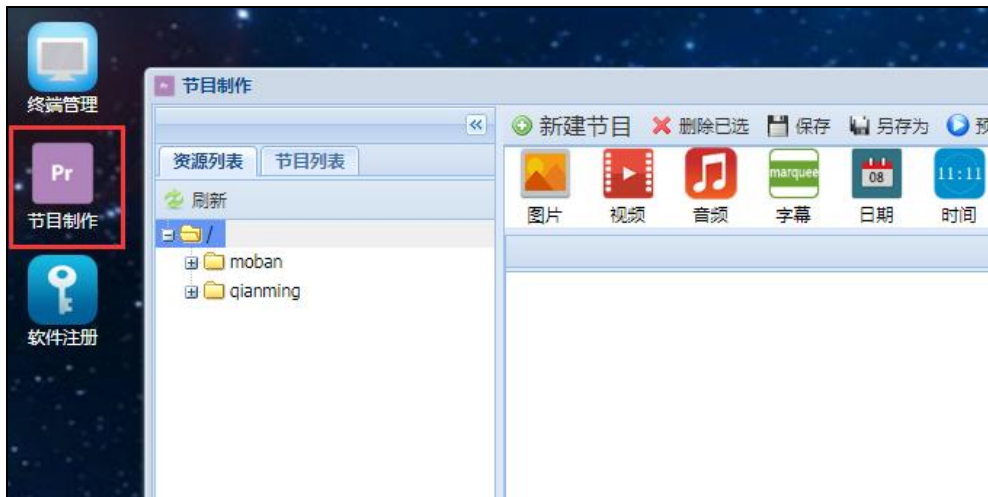 终端管理
Pr
节目制作
软件注册
节目制作
资源列表 节目列表
刷新
/
moban
qianming
新建节目 删除已选 保存 另存为
marquee
08
11:11
图片 视频 音频 字幕 日期 时间